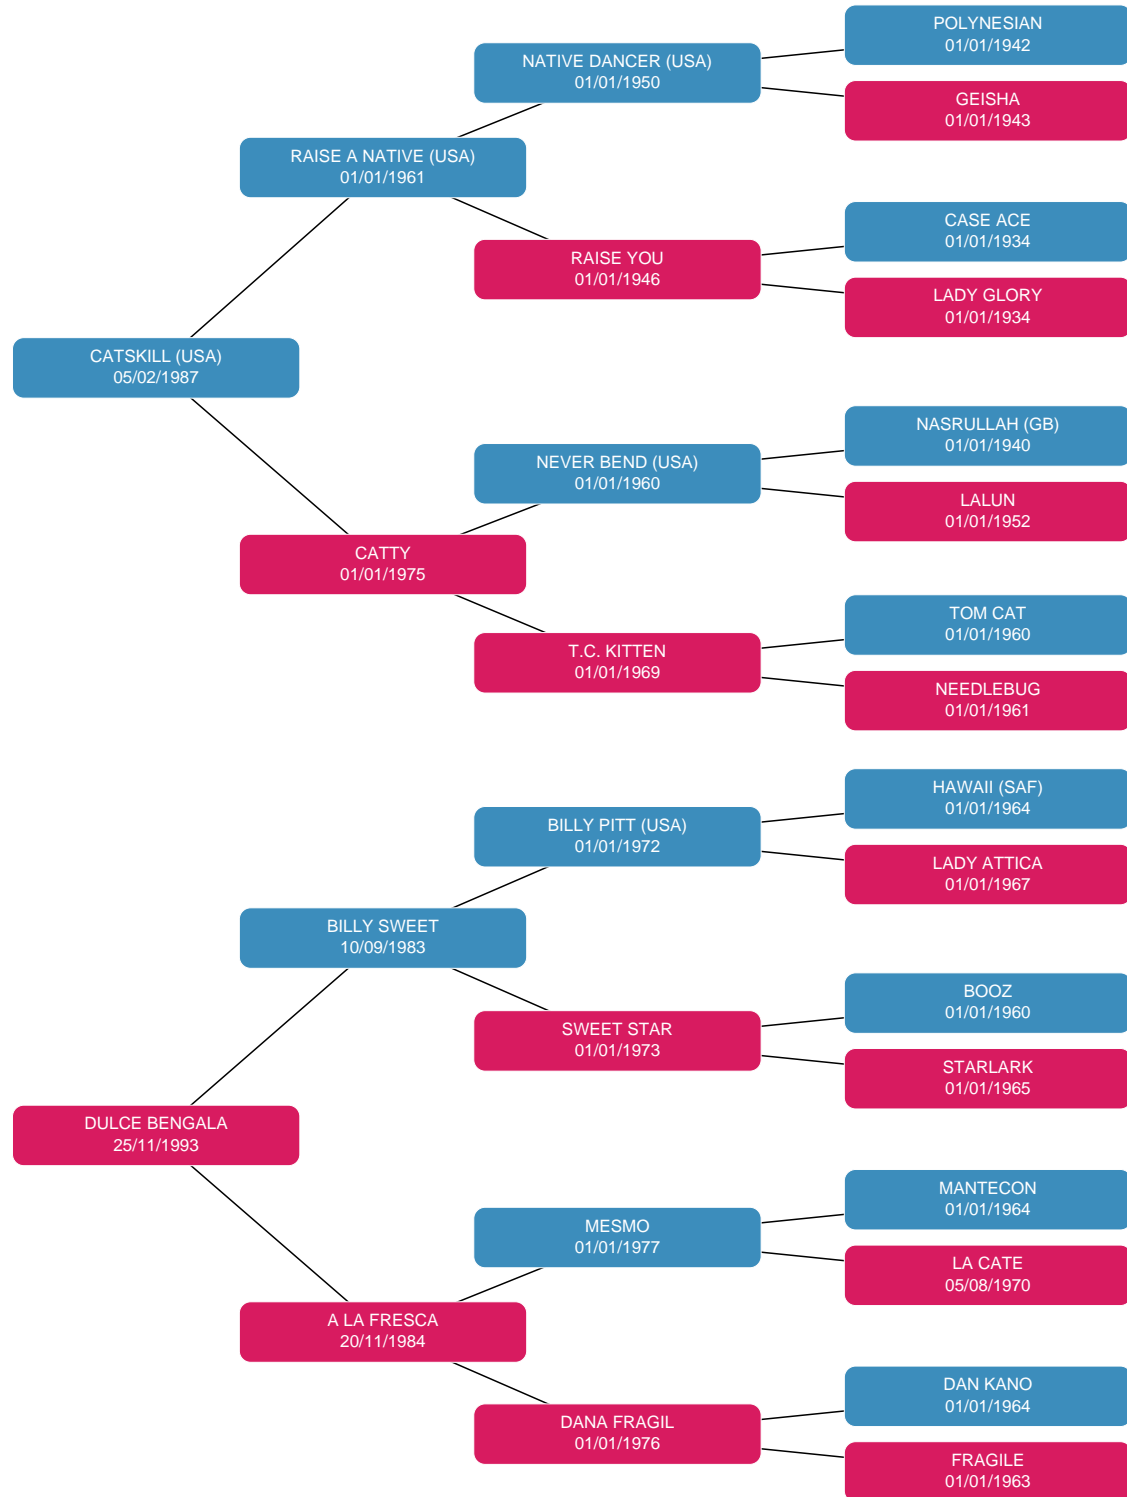 POLYNESIAN
01/01/1942
NATIVE DANCER (USA)
01/01/1950
GEISHA
01/01/1943
RAISE A NATIVE (USA)
01/01/1961
CASE ACE
01/01/1934
RAISE YOU
01/01/1946
LADY GLORY
01/01/1934
CATSKILL (USA)
05/02/1987
NASRULLAH (GB)
01/01/1940
NEVER BEND (USA)
01/01/1960
LALUN
01/01/1952
CATTY
01/01/1975
TOM CAT
01/01/1960
T.C. KITTEN
01/01/1969
NEEDLEBUG
01/01/1961
HAWAII (SAF)
01/01/1964
BILLY PITT (USA)
01/01/1972
LADY ATTICA
01/01/1967
BILLY SWEET
10/09/1983
BOOZ
01/01/1960
SWEET STAR
01/01/1973
STARLARK
01/01/1965
DULCE BENGALA
25/11/1993
MANTECON
01/01/1964
MESMO
01/01/1977
LA CATE
05/08/1970
A LA FRESCA
20/11/1984
DAN KANO
01/01/1964
DANA FRAGIL
01/01/1976
FRAGILE
01/01/1963